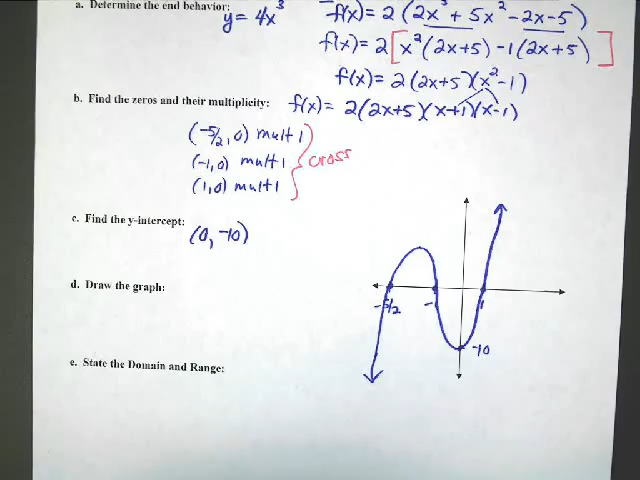 a. Determine the end behavior:
y = 4x³
f(x) = 2(2x³ + 5x² - 2x - 5)
f(x) = 2[x²(2x+5) - 1(2x+5)]
f(x) = 2(2x+5)(x² - 1)
b. Find the zeros and their multiplicity:
f(x) = 2(2x+5)(x+1)(x-1)
(-5/2, 0) mult 1
(-1, 0) mult 1
(1, 0) mult 1
cross
c. Find the y-intercept:
(0, -10)
d. Draw the graph:
-5/2
-1
1
-10
e. State the Domain and Range: